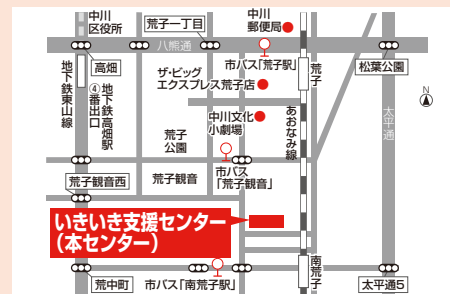 中川
区役所
荒子一丁目
中川
郵便局
八熊通
高畑
市バス「荒子駅」
荒子
松葉公園
N
地下鉄東山線
④番出口
地下鉄高畑駅
ザ・ビッグ
エクスプレス荒子店
中川文化
小劇場
あおなみ線
太平通
荒子
公園
荒子観音西
荒子観音
市バス
「荒子観音」
いきいき支援センター
（本センター）
南荒子
荒中町
市バス「南荒子駅」
太平通5